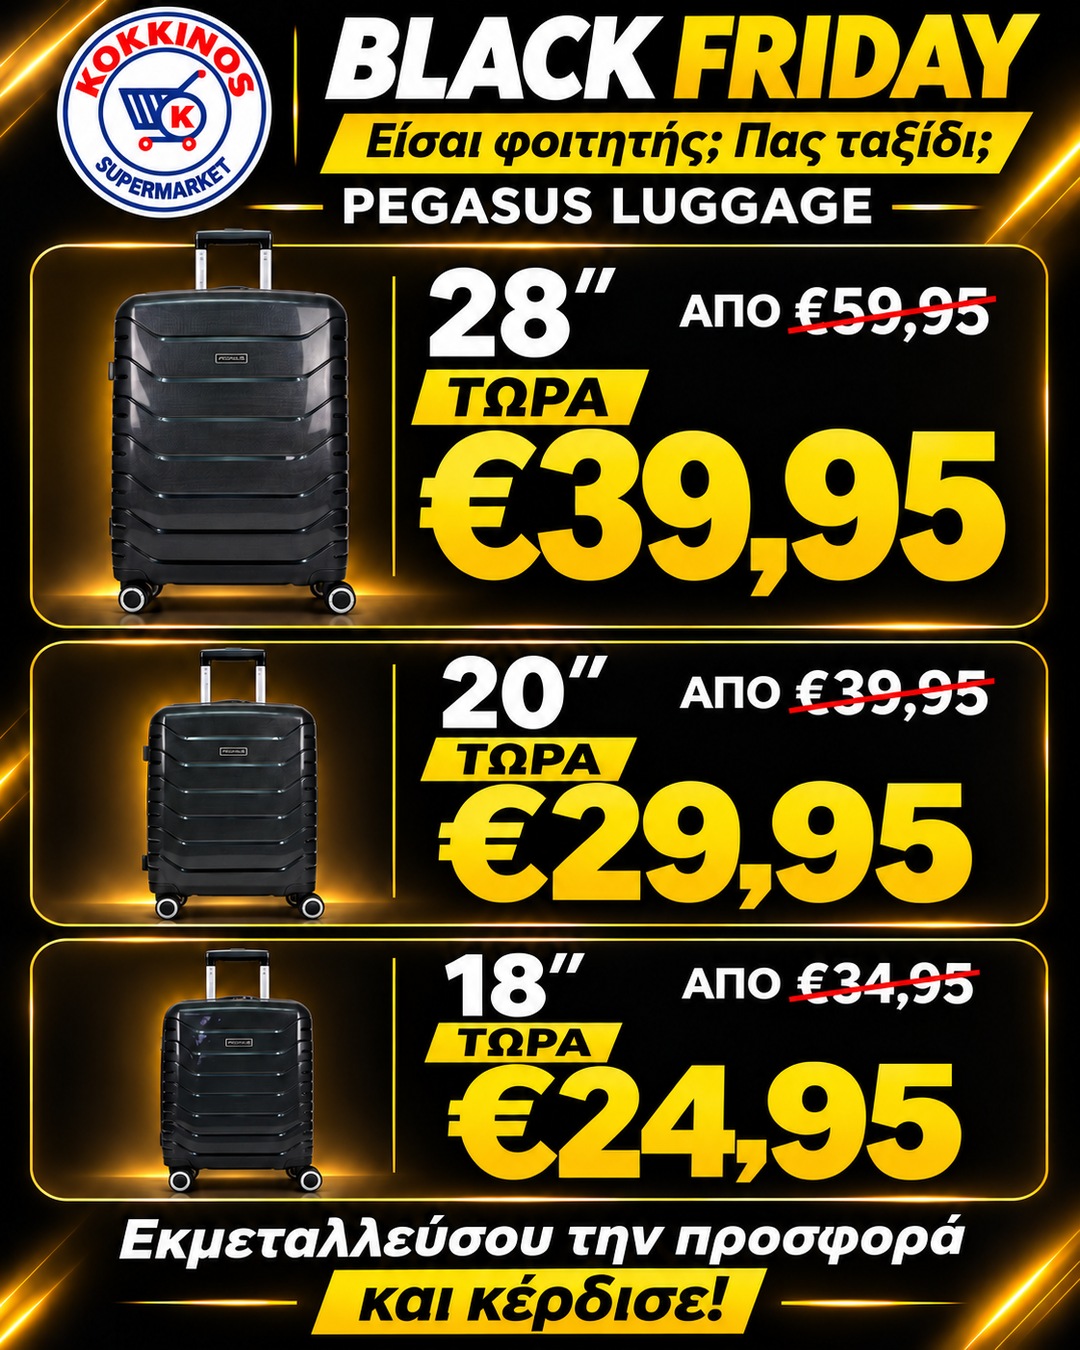 KOKKINOS
K
SUPERMARKET
BLACK FRIDAY
Είσαι φοιτητής; Πας ταξίδι;
PEGASUS LUGGAGE
28”
ΑΠΟ €59,95
ΤΩΡΑ
€39,95
20”
ΑΠΟ €39,95
ΤΩΡΑ
€29,95
18”
ΑΠΟ €34,95
ΤΩΡΑ
€24,95
Εκμεταλλεύσου την προσφορά
και κέρδισε!